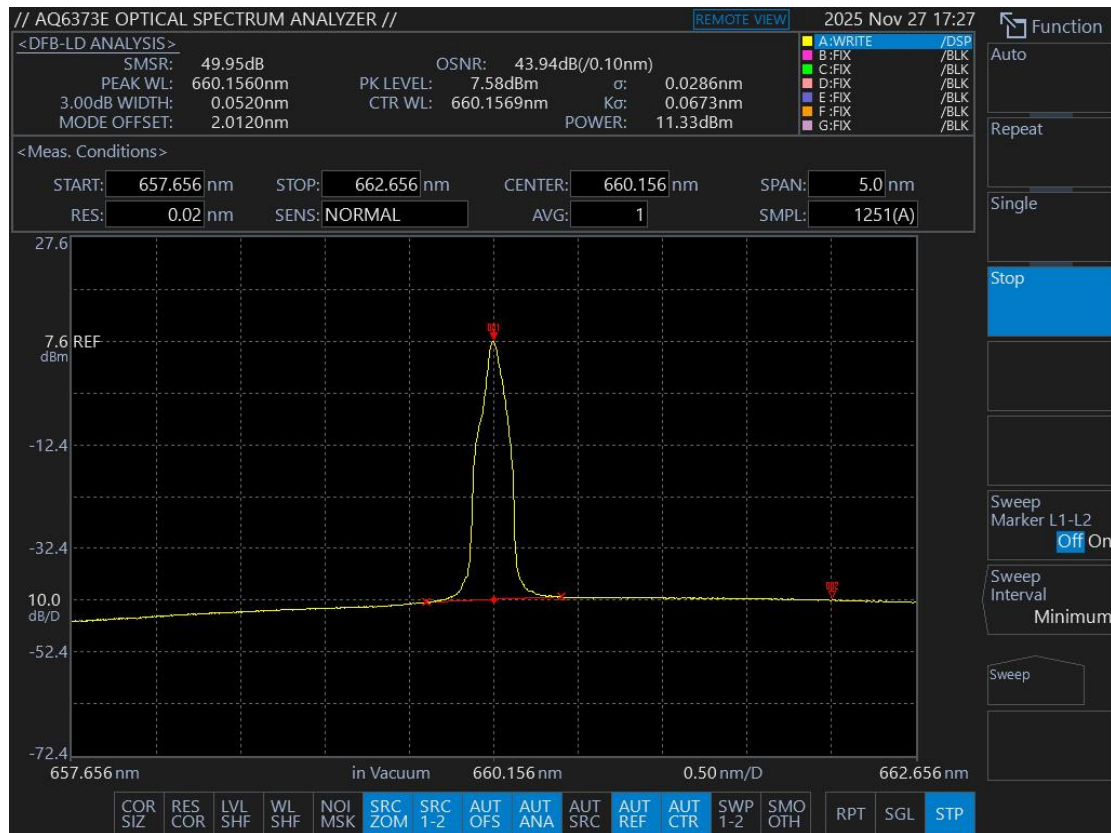 // AQ6373E OPTICAL SPECTRUM ANALYZER // REMOTE VIEW 2025 Nov 27 17:27
<DFB-LD ANALYSIS>
SMSR: 49.95dB OSNR: 43.94dB(/0.10nm)
PEAK WL: 660.1560nm PK LEVEL: 7.58dBm σ: 0.0286nm
3.00dB WIDTH: 0.0520nm CTR WL: 660.1569nm Kσ: 0.0673nm
MODE OFFSET: 2.0120nm POWER: 11.33dBm
A:WRITE /DSP
B:FIX /BLK
C:FIX /BLK
D:FIX /BLK
E:FIX /BLK
F:FIX /BLK
G:FIX /BLK
<Meas. Conditions>
START: 657.656 nm STOP: 662.656 nm CENTER: 660.156 nm SPAN: 5.0 nm
RES: 0.02 nm SENS: NORMAL AVG: 1 SMPL: 1251(A)
27.6
7.6 REF
dBm
-12.4
-32.4
10.0
dB/D
-52.4
-72.4
657.656 nm in Vacuum 660.156 nm 0.50 nm/D 662.656 nm
COR SIZ
RES COR
LVL SHF
WL SHF
NOI MSK
SRC ZOM
SRC 1-2
AUT OFS
AUT ANA
AUT SRC
AUT REF
AUT CTR
SWP 1-2
SMO OTH
RPT
SGL
STP
Function
Auto
Repeat
Single
Stop
Sweep
Marker L1-L2
Off On
Sweep
Interval
Minimum
Sweep